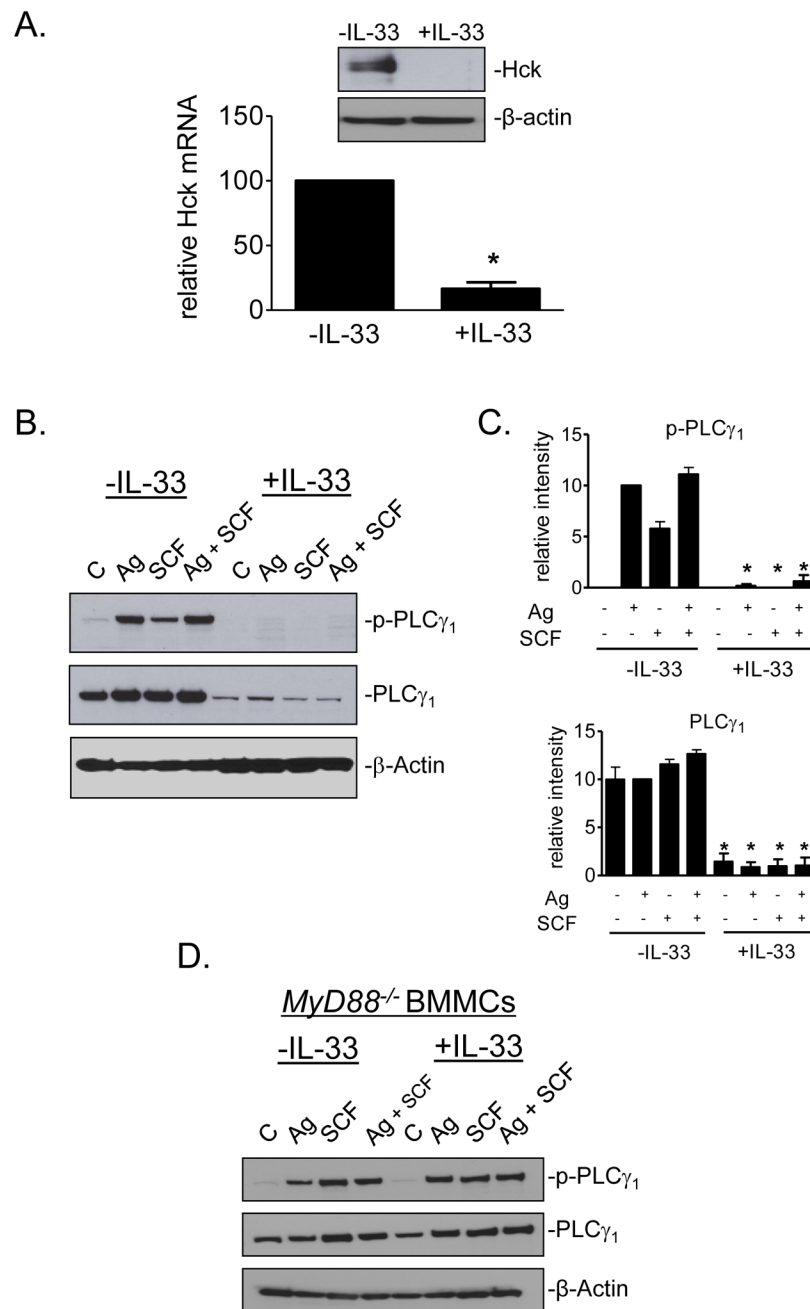 A.
-IL-33 +IL-33
-Hck
-β-actin
relative Hck mRNA
150
100
50
0
*
-IL-33 +IL-33
B.
-IL-33 +IL-33
C Ag SCF Ag + SCF C Ag SCF Ag + SCF
-p-PLCγ1
-PLCγ1
-β-Actin
C.
p-PLCγ1
relative intensity
15
10
5
0
* * *
Ag - + - + - + - +
SCF - - + + - - + +
-IL-33 +IL-33
PLCγ1
relative intensity
15
10
5
0
* * * *
Ag - + - + - + - +
SCF - - + + - - + +
-IL-33 +IL-33
D.
MyD88-/- BMMCs
-IL-33 +IL-33
C Ag SCF Ag + SCF C Ag SCF Ag + SCF
-p-PLCγ1
-PLCγ1
-β-Actin